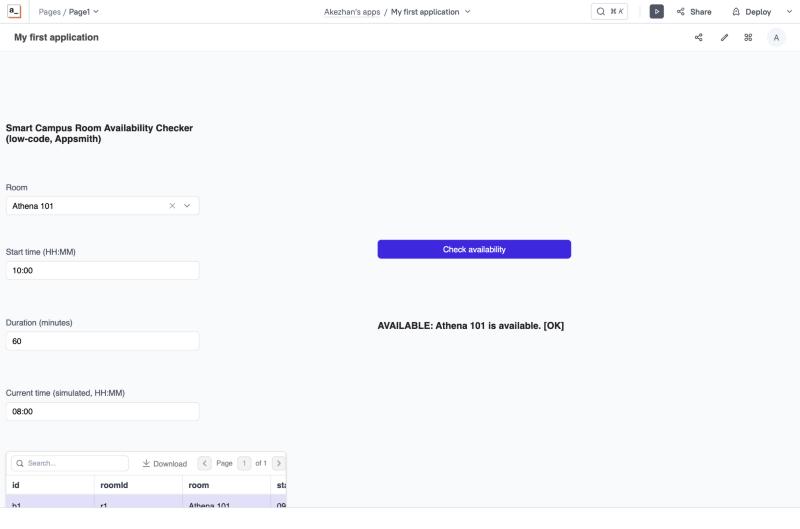 a_
Pages / Page1
Akezhan's apps / My first application
⌘ K
Share
Deploy
My first application
A
Smart Campus Room Availability Checker
(low-code, Appsmith)
Room
Athena 101
Start time (HH:MM)
10:00
Check availability
Duration (minutes)
60
AVAILABLE: Athena 101 is available. [OK]
Current time (simulated, HH:MM)
08:00
Search...
Download
Page 1 of 1
id roomId room sta
b1 r1 Athena 101 09